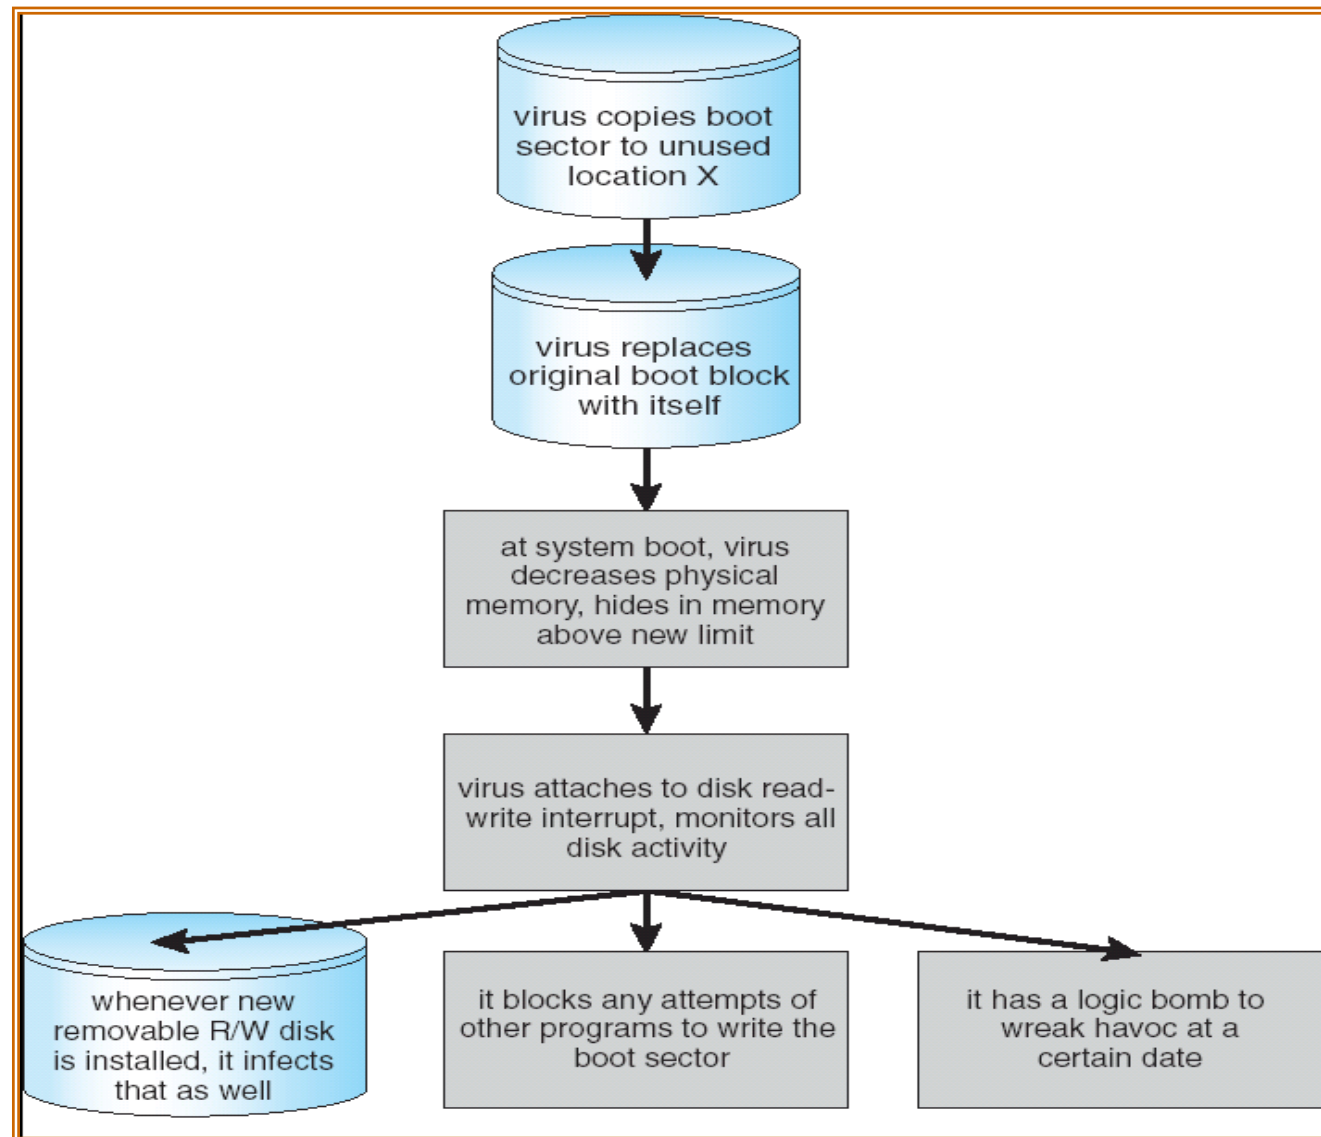 virus copies boot
sector to unused
location X
virus replaces
original boot block
with itself
at system boot, virus
decreases physical
memory, hides in memory
above new limit
virus attaches to disk read-
write interrupt, monitors all
disk activity
whenever new
removable R/W disk
is installed, it infects
that as well
it blocks any attempts of
other programs to write the
boot sector
it has a logic bomb to
wreak havoc at a
certain date